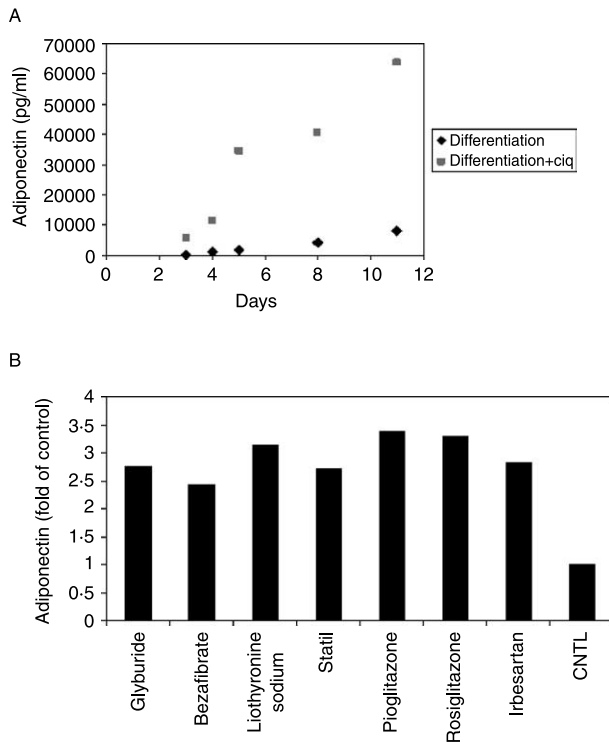 A
Adiponectin (pg/ml)
70000
60000
50000
40000
30000
20000
10000
0
0 2 4 6 8 10 12
Days
Differentiation
Differentiation+ciq
B
Adiponectin (fold of control)
4
3·5
3
2·5
2
1·5
1
0·5
0
Glyburide
Bezafibrate
Liothyronine
sodium
Statil
Pioglitazone
Rosiglitazone
Irbesartan
CNTL